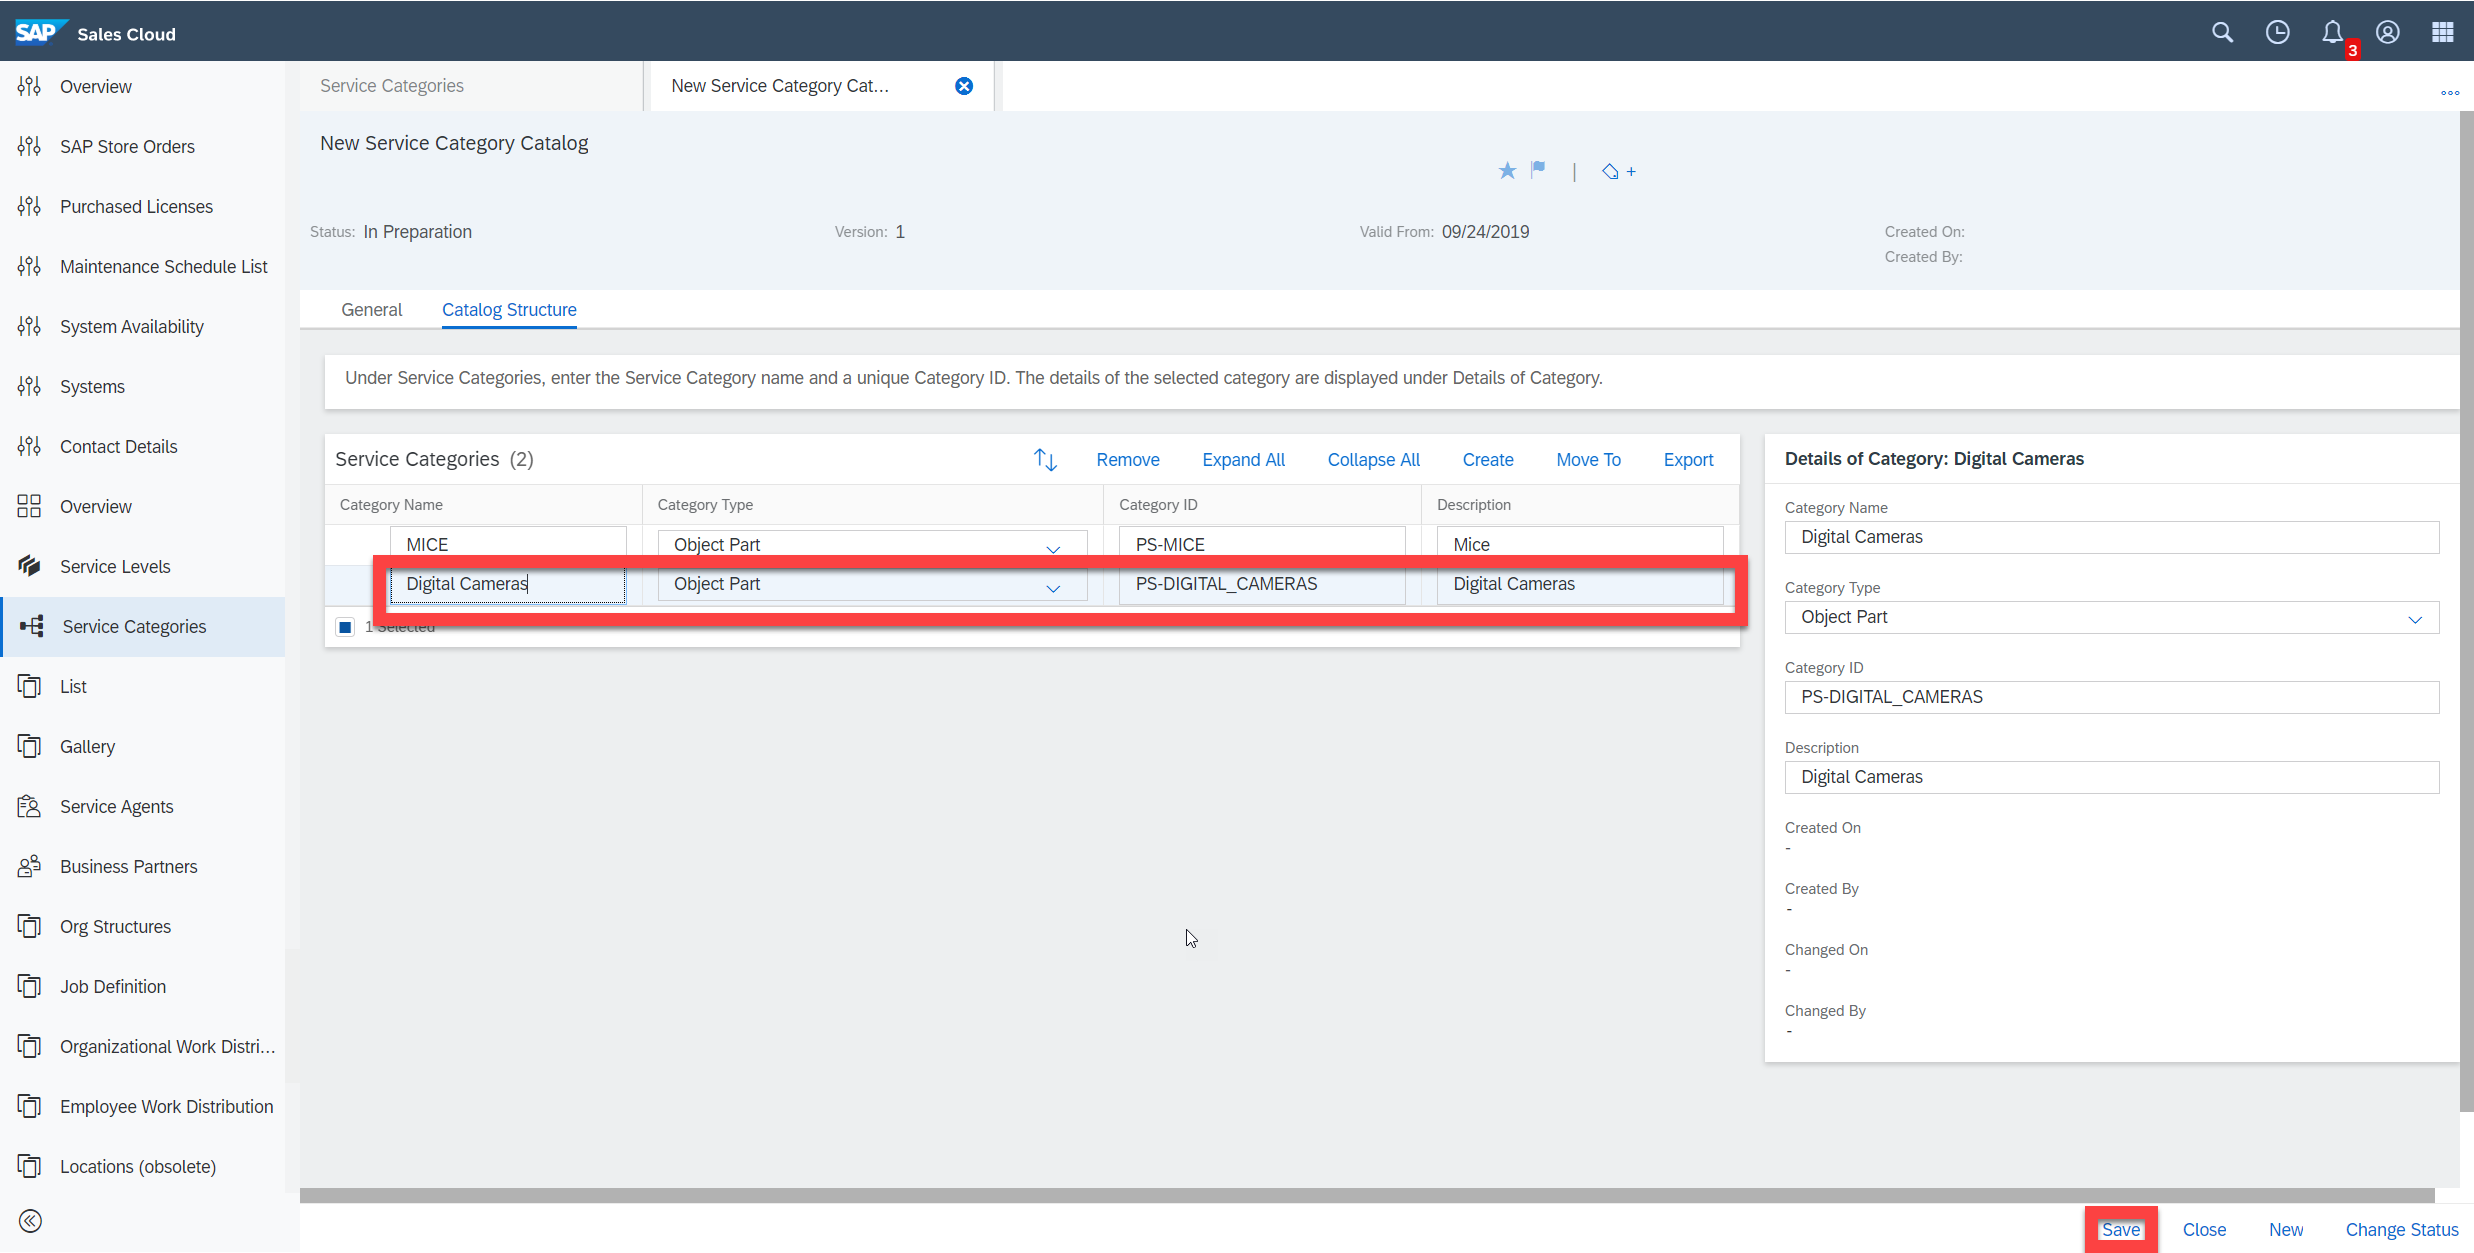 SAP Sales Cloud
3
Overview
SAP Store Orders
Purchased Licenses
Maintenance Schedule List
System Availability
Systems
Contact Details
Overview
Service Levels
Service Categories
List
Gallery
Service Agents
Business Partners
Org Structures
Job Definition
Organizational Work Distri...
Employee Work Distribution
Locations (obsolete)
Service Categories
New Service Category Cat...
New Service Category Catalog
| +
Status: In Preparation
Version: 1
Valid From: 09/24/2019
Created On:
Created By:
General
Catalog Structure
Under Service Categories, enter the Service Category name and a unique Category ID. The details of the selected category are displayed under Details of Category.
Service Categories (2)
Remove Expand All Collapse All Create Move To Export
Category Name Category Type Category ID Description
MICE Object Part PS-MICE Mice
Digital Cameras Object Part PS-DIGITAL_CAMERAS Digital Cameras
1 Selected
Details of Category: Digital Cameras
Category Name
Digital Cameras
Category Type
Object Part
Category ID
PS-DIGITAL_CAMERAS
Description
Digital Cameras
Created On
-
Created By
-
Changed On
-
Changed By
-
Save Close New Change Status